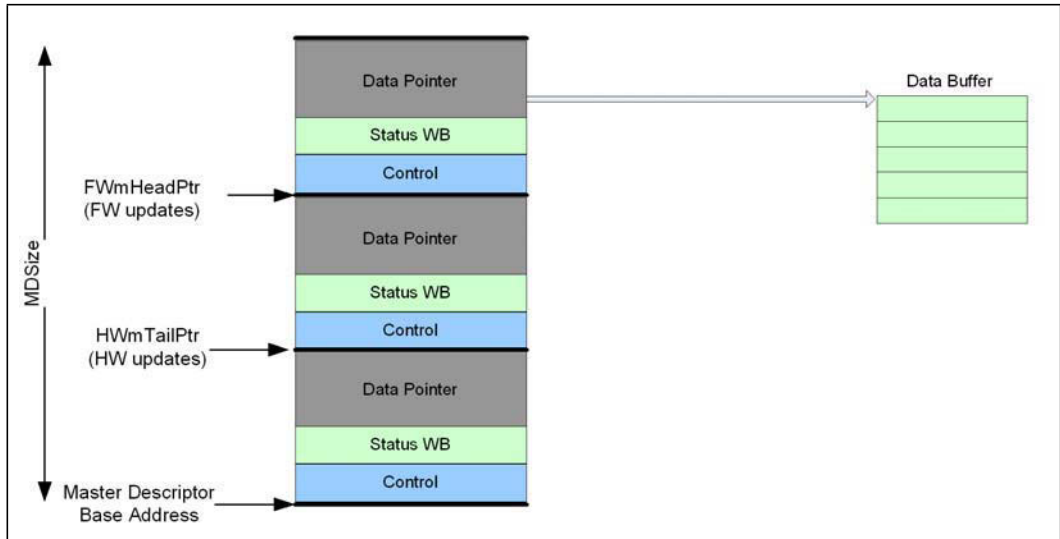 Data Pointer
Data Buffer
Status WB
Control
FWmHeadPtr
(FW updates)
Data Pointer
MDSize
Status WB
Control
HWmTailPtr
(HW updates)
Data Pointer
Status WB
Control
Master Descriptor
Base Address